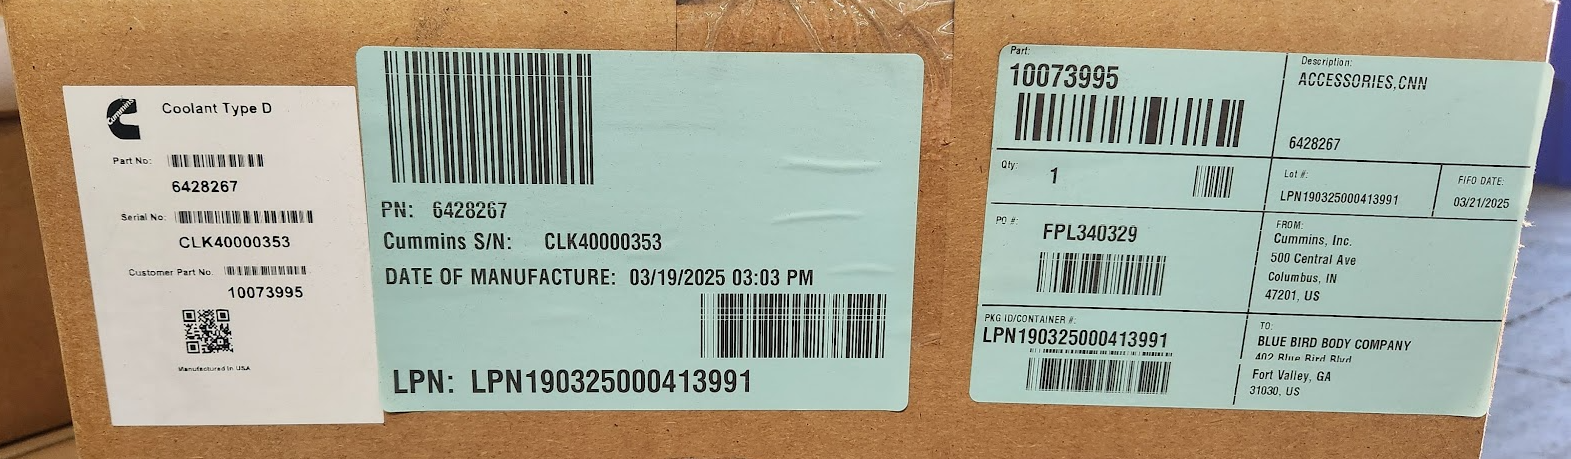 Cummins
Coolant Type D
Part No:
6428267
Serial No:
CLK40000353
Customer Part No.
10073995
Manufactured in USA
PN: 6428267
Cummins S/N: CLK40000353
DATE OF MANUFACTURE: 03/19/2025 03:03 PM
LPN: LPN190325000413991
Part:
10073995
Description:
ACCESSORIES,CNN
6428267
Qty:
1
Lot #:
LPN190325000413991
FIFO DATE:
03/21/2025
PO #:
FPL340329
FROM:
Cummins, Inc.
500 Central Ave
Columbus, IN
47201, US
PKG ID/CONTAINER #:
LPN190325000413991
TO:
BLUE BIRD BODY COMPANY
402 Blue Bird Blvd
Fort Valley, GA
31030, US